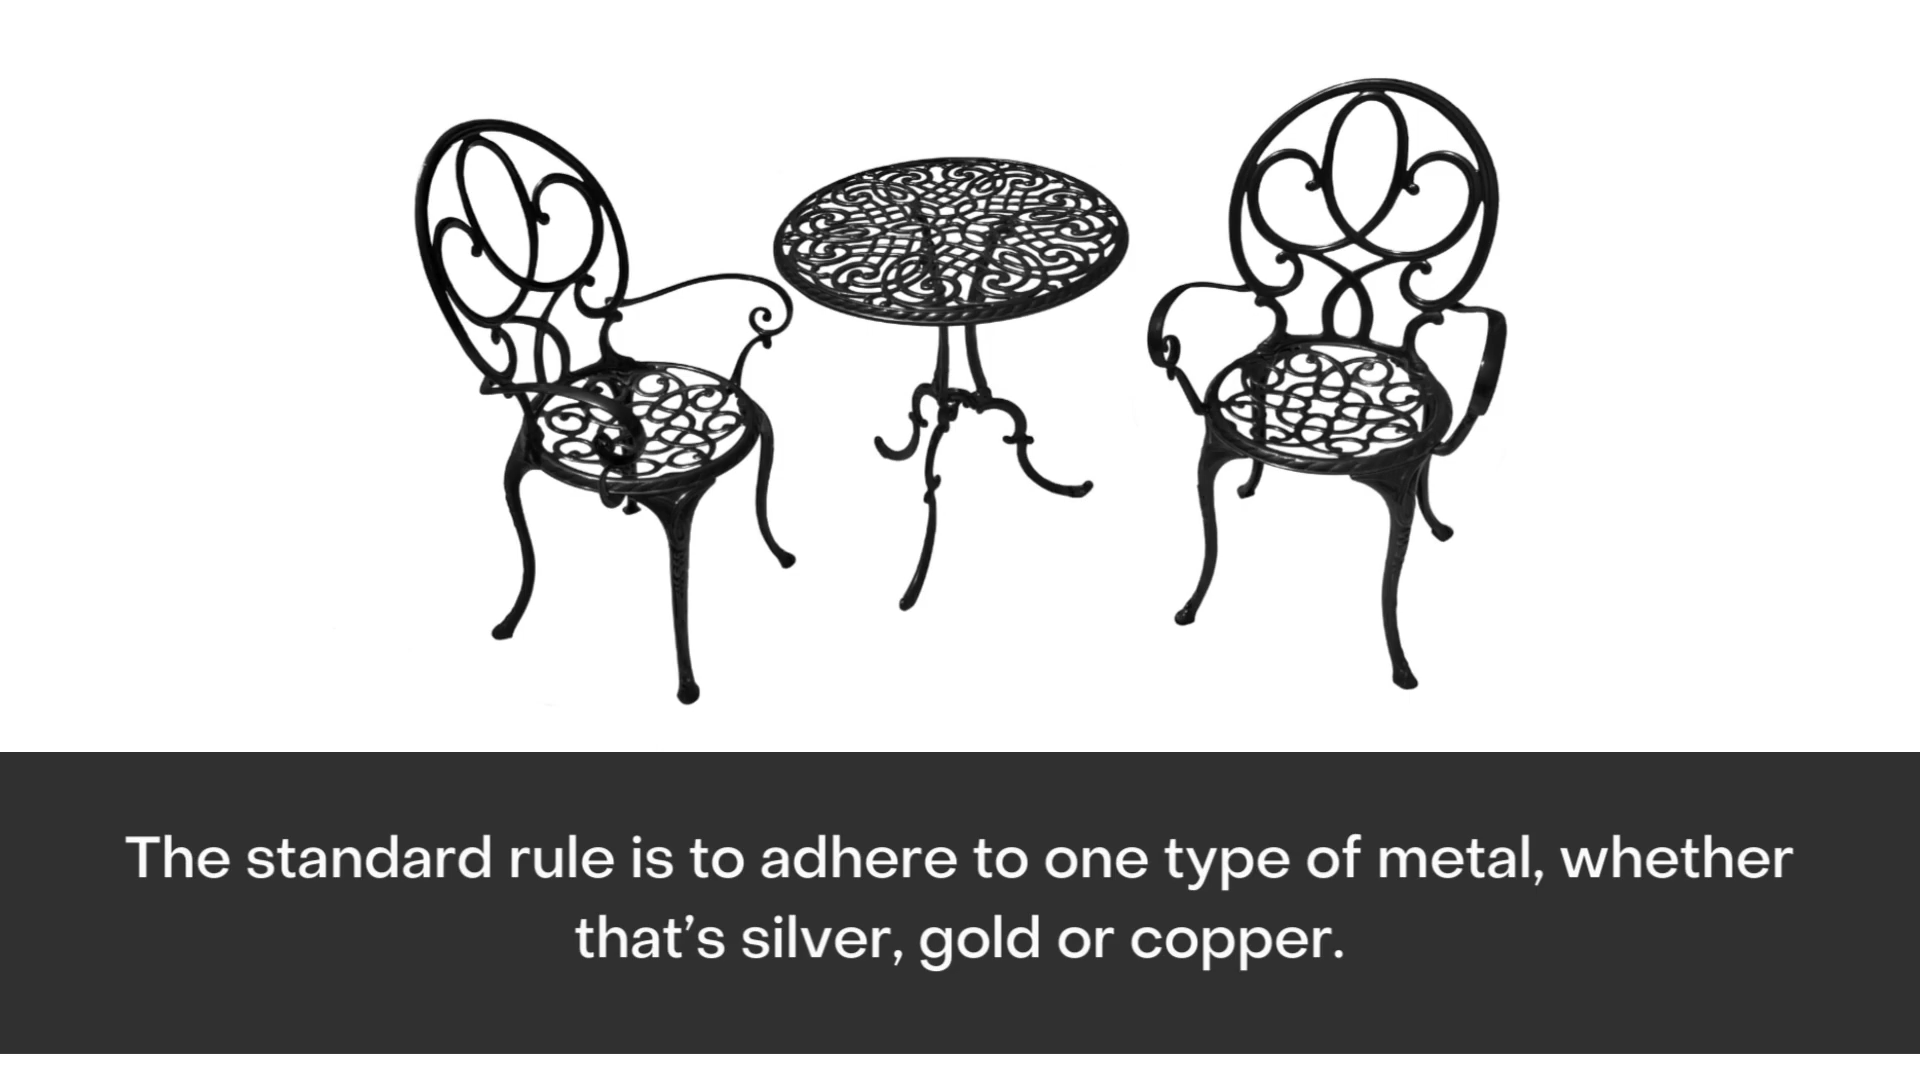 The standard rule is to adhere to one type of metal, whether
that’s silver, gold or copper.